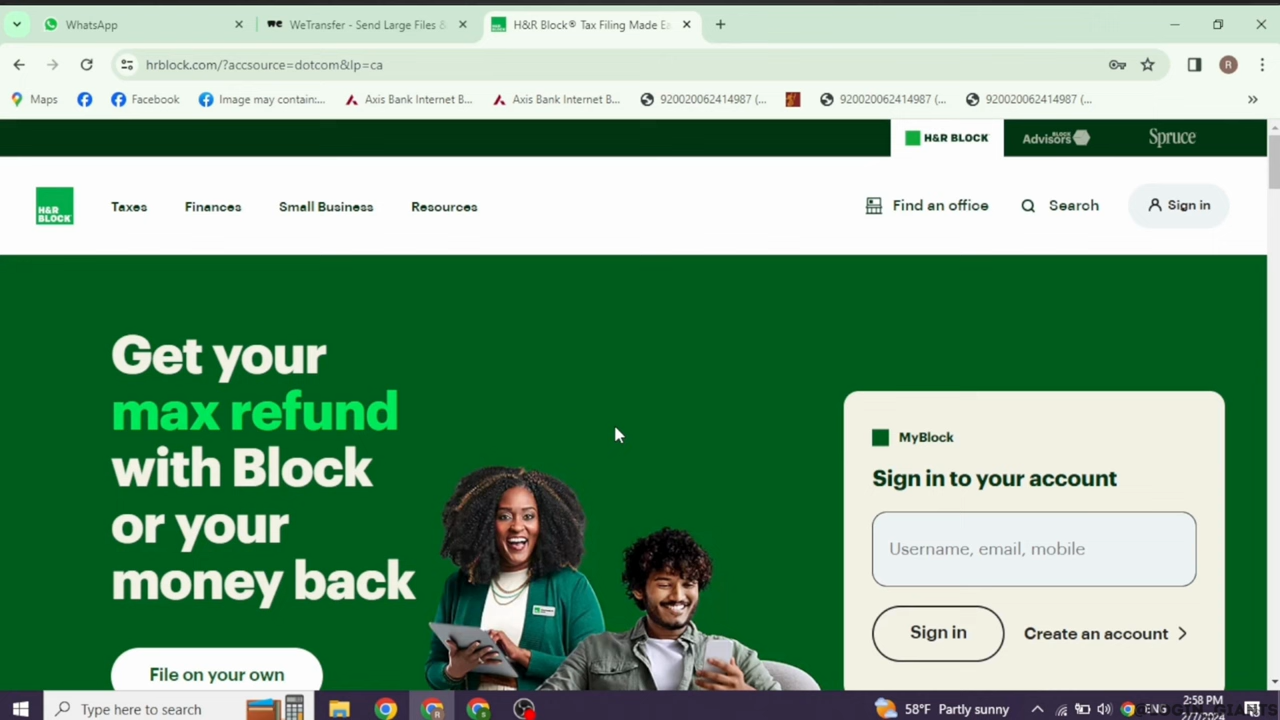 WhatsApp
WeTransfer - Send Large Files &
H&R Block® Tax Filing Made Ea
hrblock.com/?accsource=dotcom&lp=ca
R
Maps
Facebook
Image may contain:...
Axis Bank Internet B...
Axis Bank Internet B...
920020062414987 (...
920020062414987 (...
920020062414987 (...
H&R BLOCK
BLOCK
Advisors
Spruce
H&R
BLOCK
Taxes
Finances
Small Business
Resources
Find an office
Search
Sign in
Get your
max refund
with Block
or your
money back
File on your own
MyBlock
Sign in to your account
Username, email, mobile
Sign in
Create an account
Type here to search
58°F Partly sunny
ENG
2:58 PM
2/7/2024